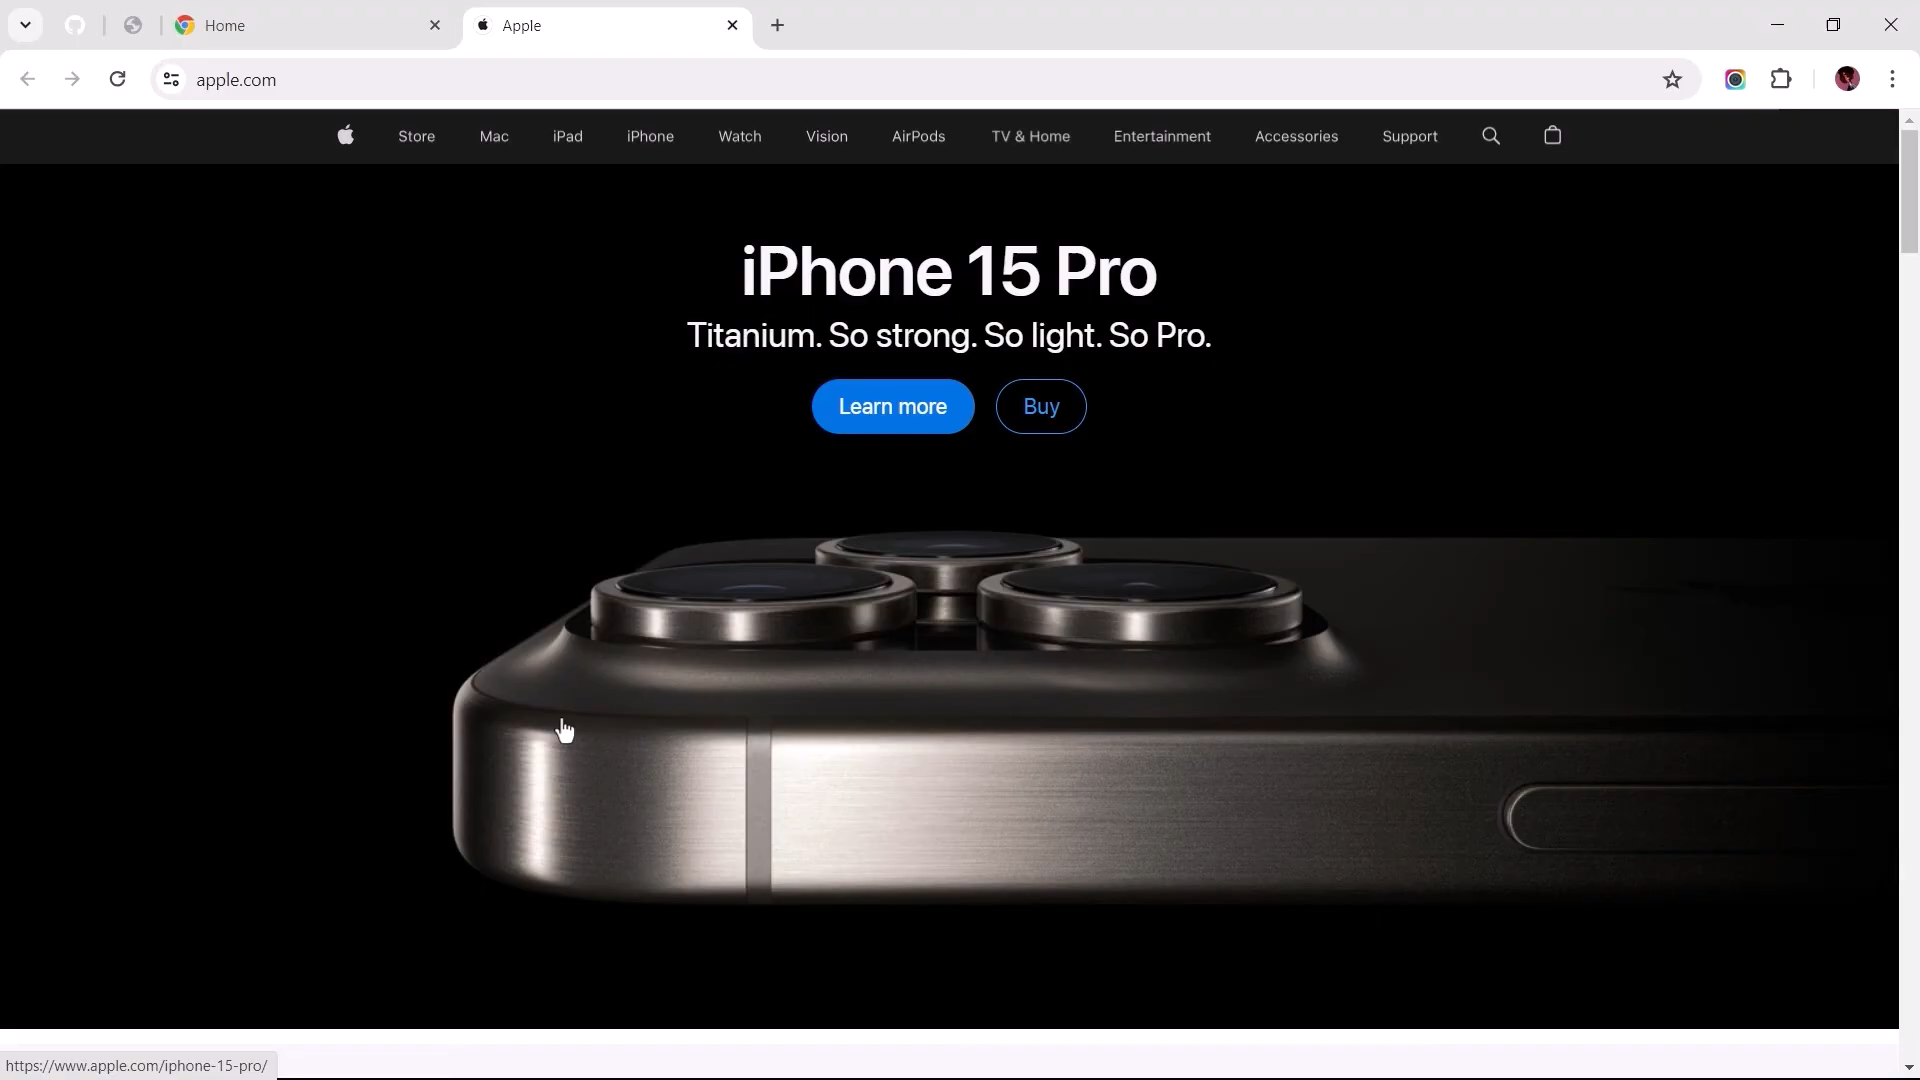 Home
Apple
apple.com
Store Mac iPad iPhone Watch Vision AirPods TV & Home Entertainment Accessories Support
iPhone 15 Pro
Titanium. So strong. So light. So Pro.
Learn more Buy
https://www.apple.com/iphone-15-pro/